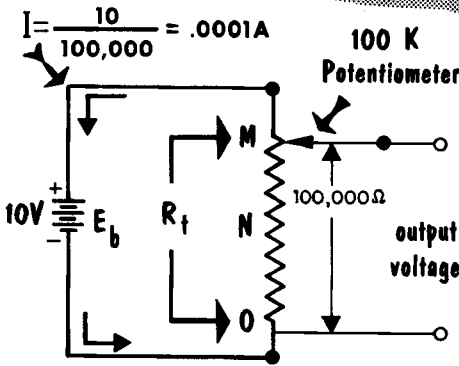 I= 10 / 100,000 = .0001A
100 K
Potentiometer
M
100,000Ω
+
10V
E_b
R_t
N
output
voltage
−
O